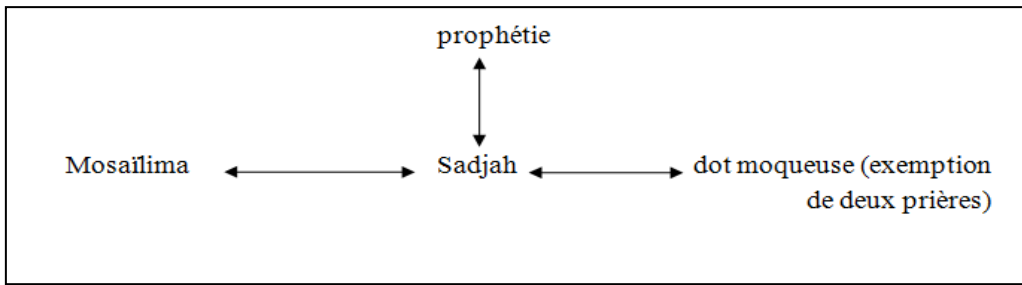 prophétie
Mosaïlima Sadjah dot moqueuse (exemption
de deux prières)